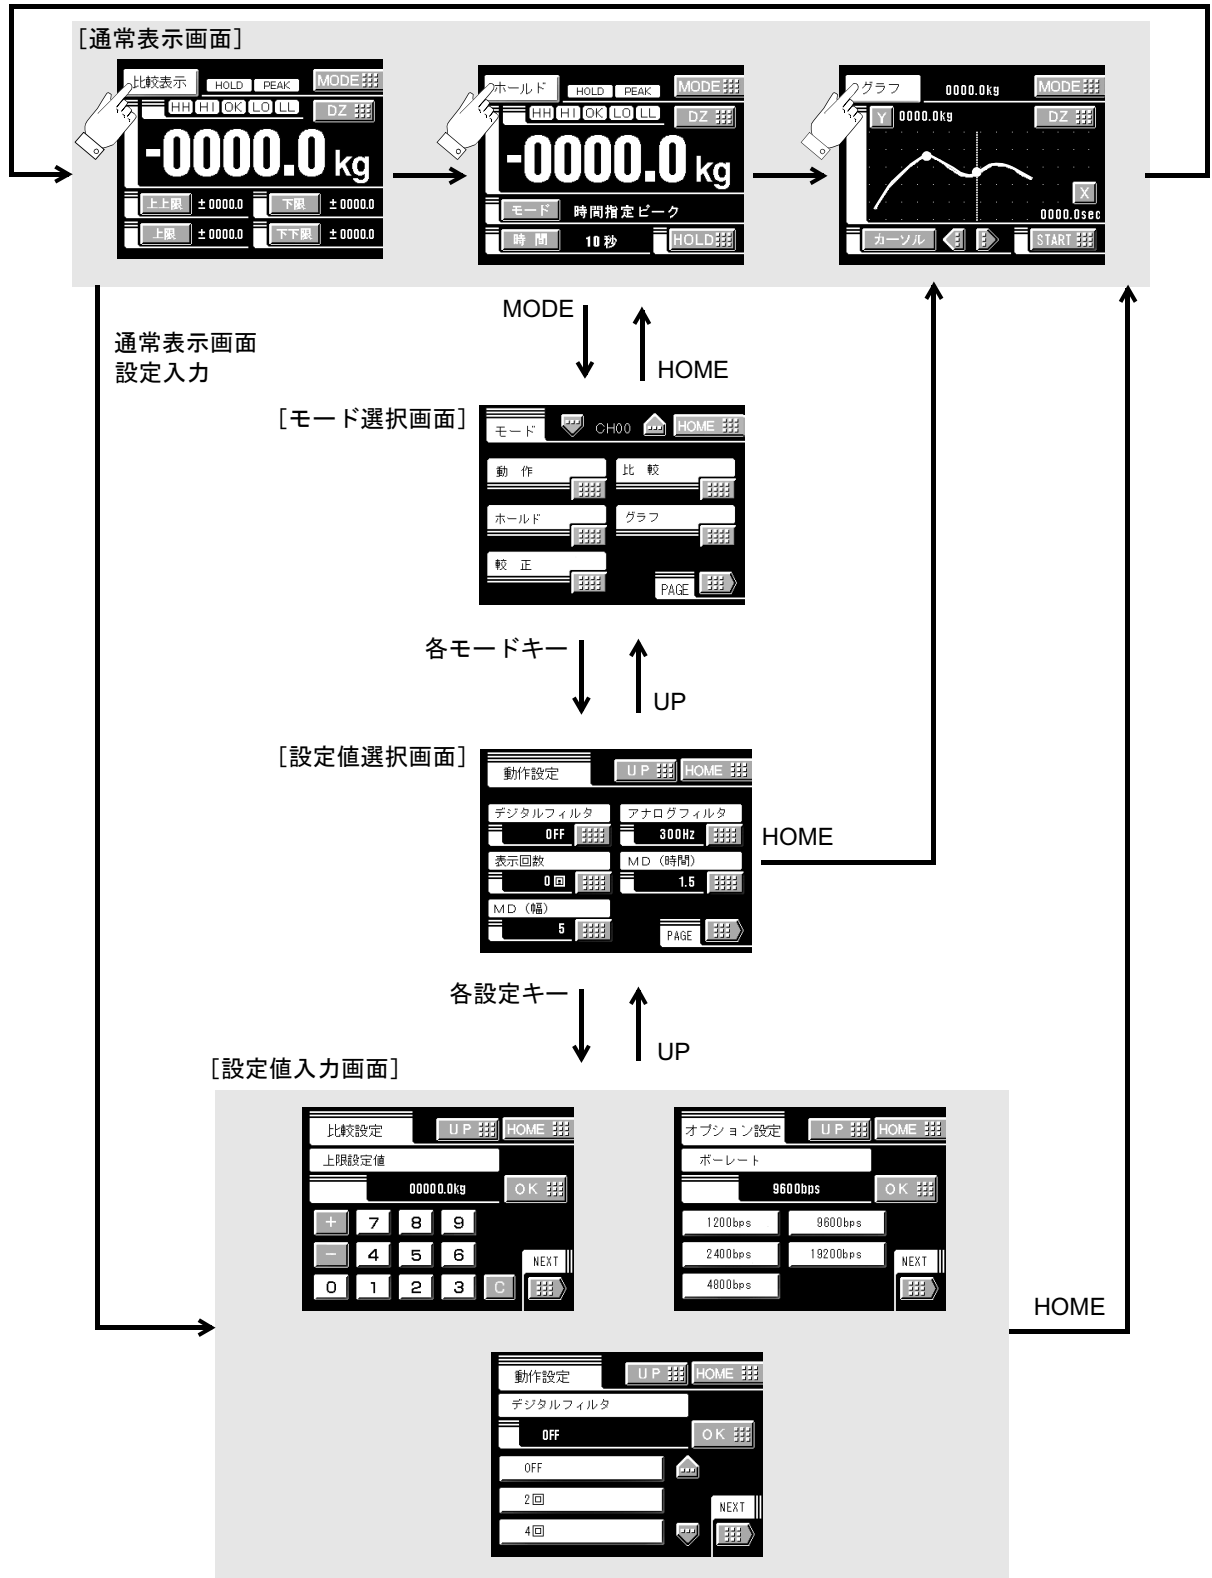 [通常表示画面]
比較表示 HOLD PEAK MODE
HH HI OK LO LL DZ
-0000.0 kg
上上限 ±0000.0 下限 ±0000.0
上限 ±0000.0 下下限 ±0000.0
ホールド HOLD PEAK MODE
HH HI OK LO LL DZ
-0000.0 kg
モード 時間指定ピーク
時間 10秒 HOLD
グラフ 0000.0kg MODE
Y 0000.0kg DZ
X
0000.0sec
カーソル START
通常表示画面
設定入力
MODE
HOME
[モード選択画面]
モード CH00 HOME
動 作 比 較
ホールド グラフ
較 正
PAGE
各モードキー
UP
[設定値選択画面]
動作設定 UP HOME
デジタルフィルタ アナログフィルタ
OFF 300Hz
表示回数 MD (時間)
0回 1.5
MD (幅)
5
PAGE
HOME
各設定キー
UP
[設定値入力画面]
比較設定 UP HOME
上限設定値
00000.0kg OK
+ 7 8 9
- 4 5 6 NEXT
0 1 2 3 C
オプション設定 UP HOME
ボーレート
9600bps OK
1200bps 9600bps
2400bps 19200bps NEXT
4800bps
HOME
動作設定 UP HOME
デジタルフィルタ
OFF OK
OFF
2回 NEXT
4回